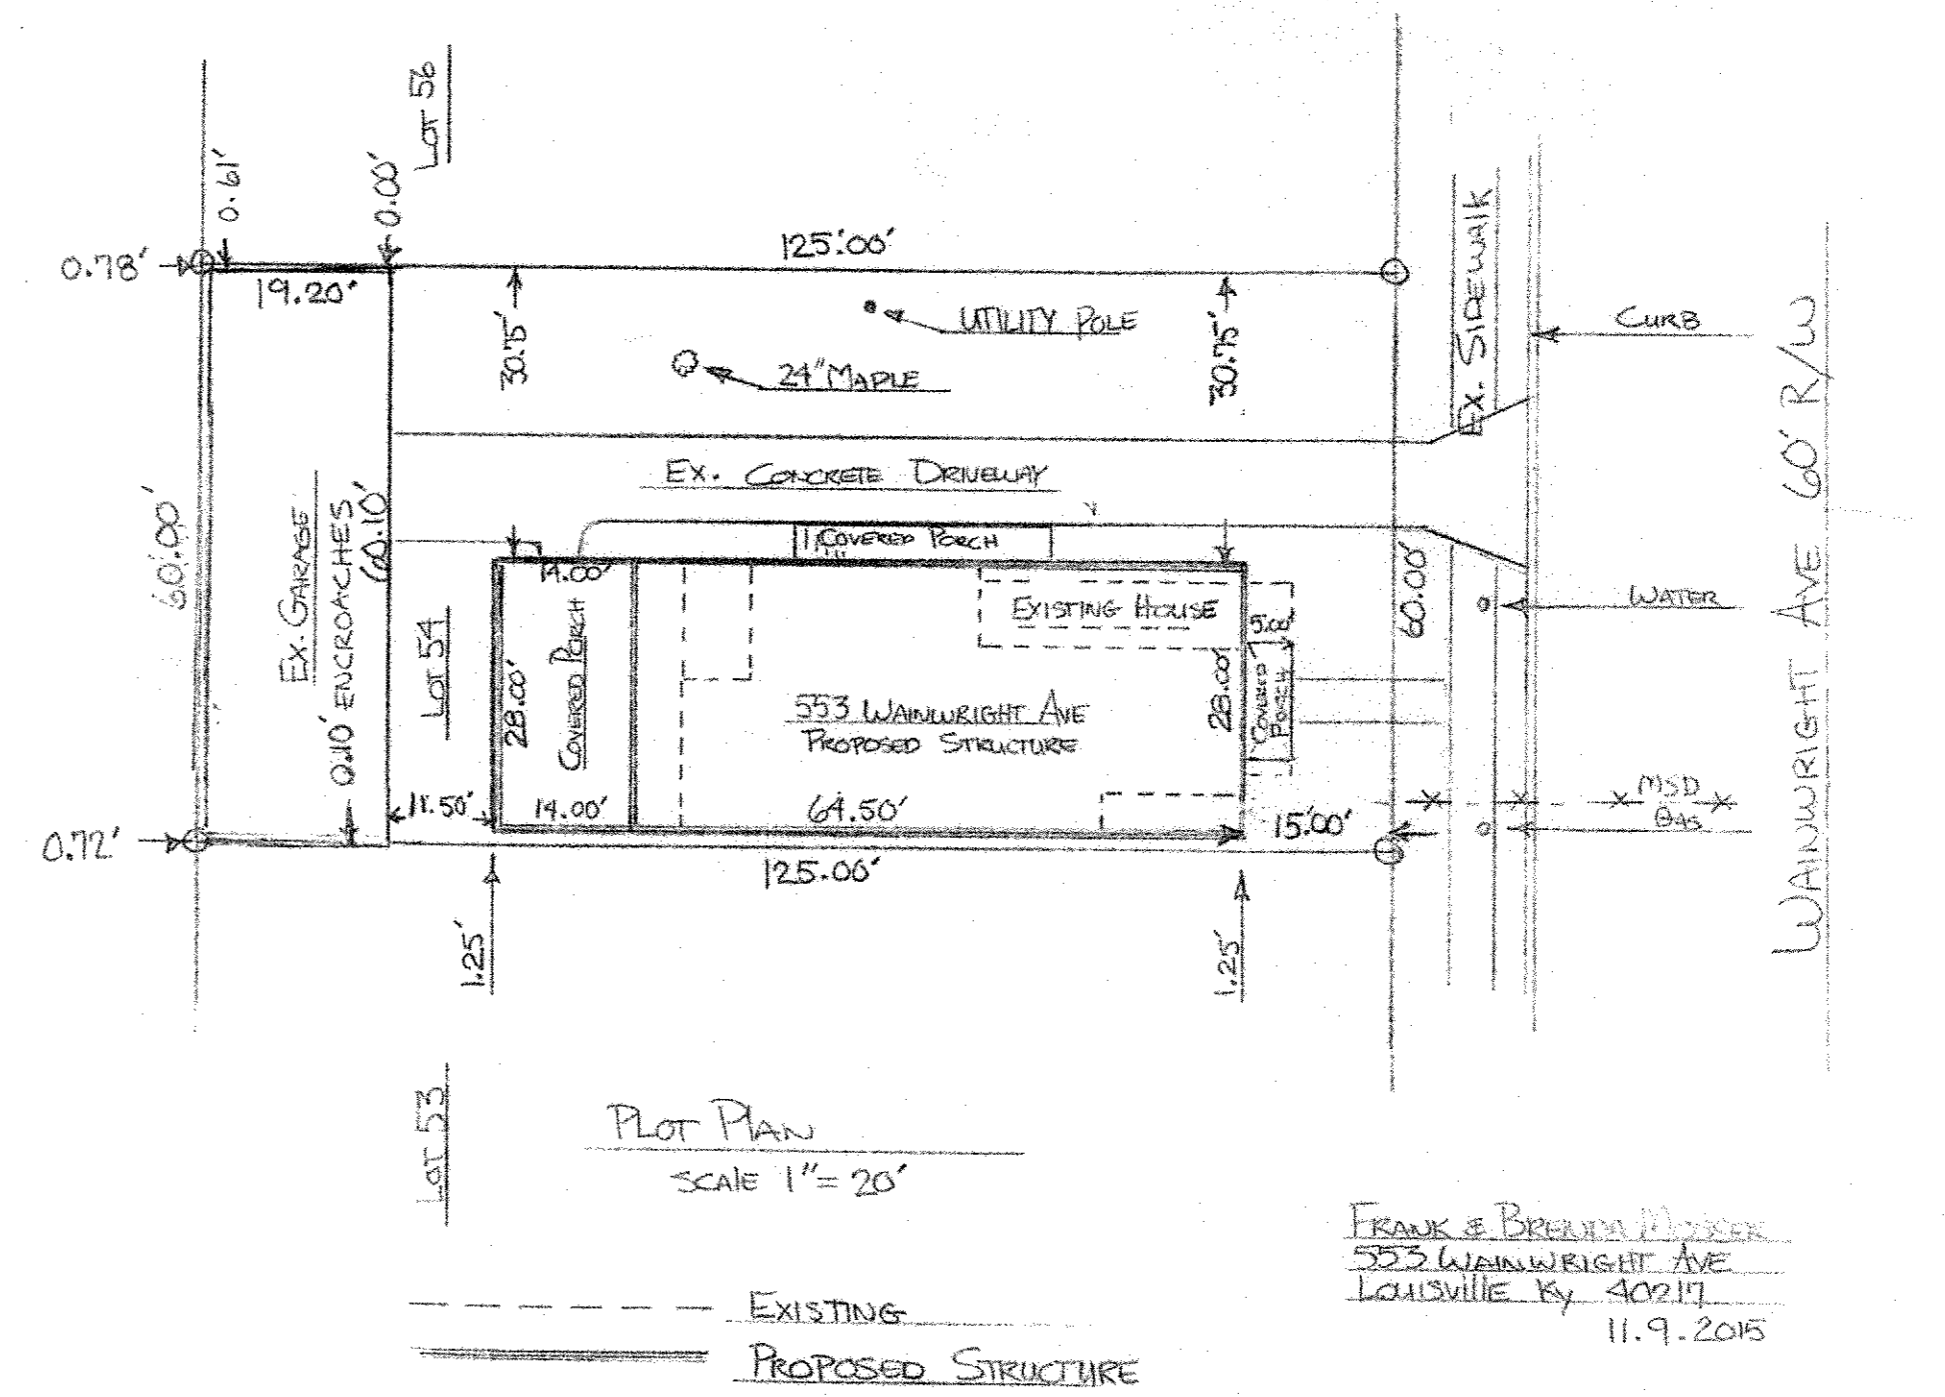 Lot 56
0.61'
0.00'
0.78'
125.00'
19.20'
30.75'
UTILITY POLE
24" MAPLE
30.75'
EX. SIDEWALK
CURB
WAINWRIGHT AVE 60' R/W
EX. CONCRETE DRIVEWAY
60.00'
EX. GARAGE
0.10' ENCROACHES
60.10'
COVERED PORCH
14.00'
EXISTING HOUSE
5.00'
60.00'
WATER
LOT 54
28.00'
COVERED PORCH
553 WAINWRIGHT AVE
PROPOSED STRUCTURE
28.00'
COVERED
PORCH
MSD
GAS
0.72'
11.50'
14.00'
64.50'
15.00'
125.00'
1.25'
1.25'
LOT 53
PLOT PLAN
SCALE 1" = 20'
FRANK & BRENDA
553 WAINWRIGHT AVE
LOUISVILLE Ky 40217
11.9.2015
EXISTING
PROPOSED STRUCTURE